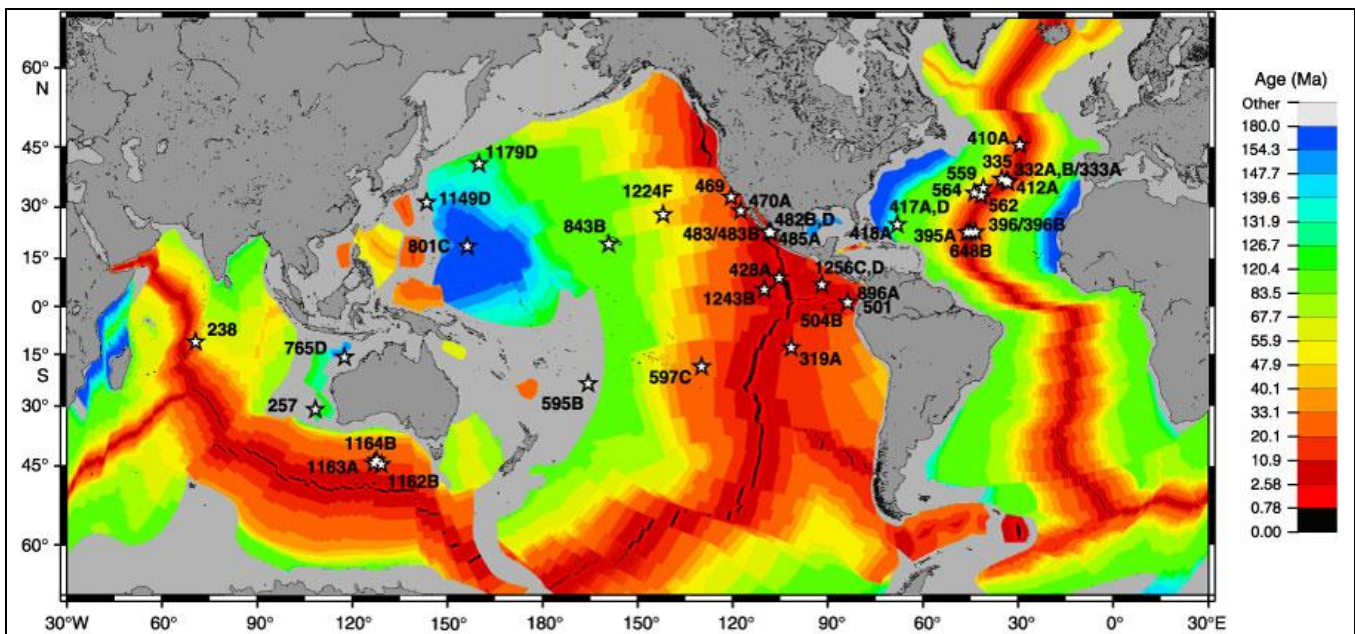 60°
N
45°
30°
15°
0°
15°
S
30°
45°
60°
30°W
60°
90°
120°
150°
180°
150°
120°
90°
60°
30°
0°
30°E
1179D
1149D
801C
1224F
843B
469
470A
482B,D
483/483B
485A
428A
1243B
1256C,D
896A
501
504B
319A
597C
595B
238
765D
257
1164B
1163A
1162B
410A
335
332A,B/333A
559
412A
564
562
417A,D
418A
396/396B
395A
648B
Age (Ma)
Other
180.0
154.3
147.7
139.6
131.9
126.7
120.4
83.5
67.7
55.9
47.9
40.1
33.1
20.1
10.9
2.58
0.78
0.00